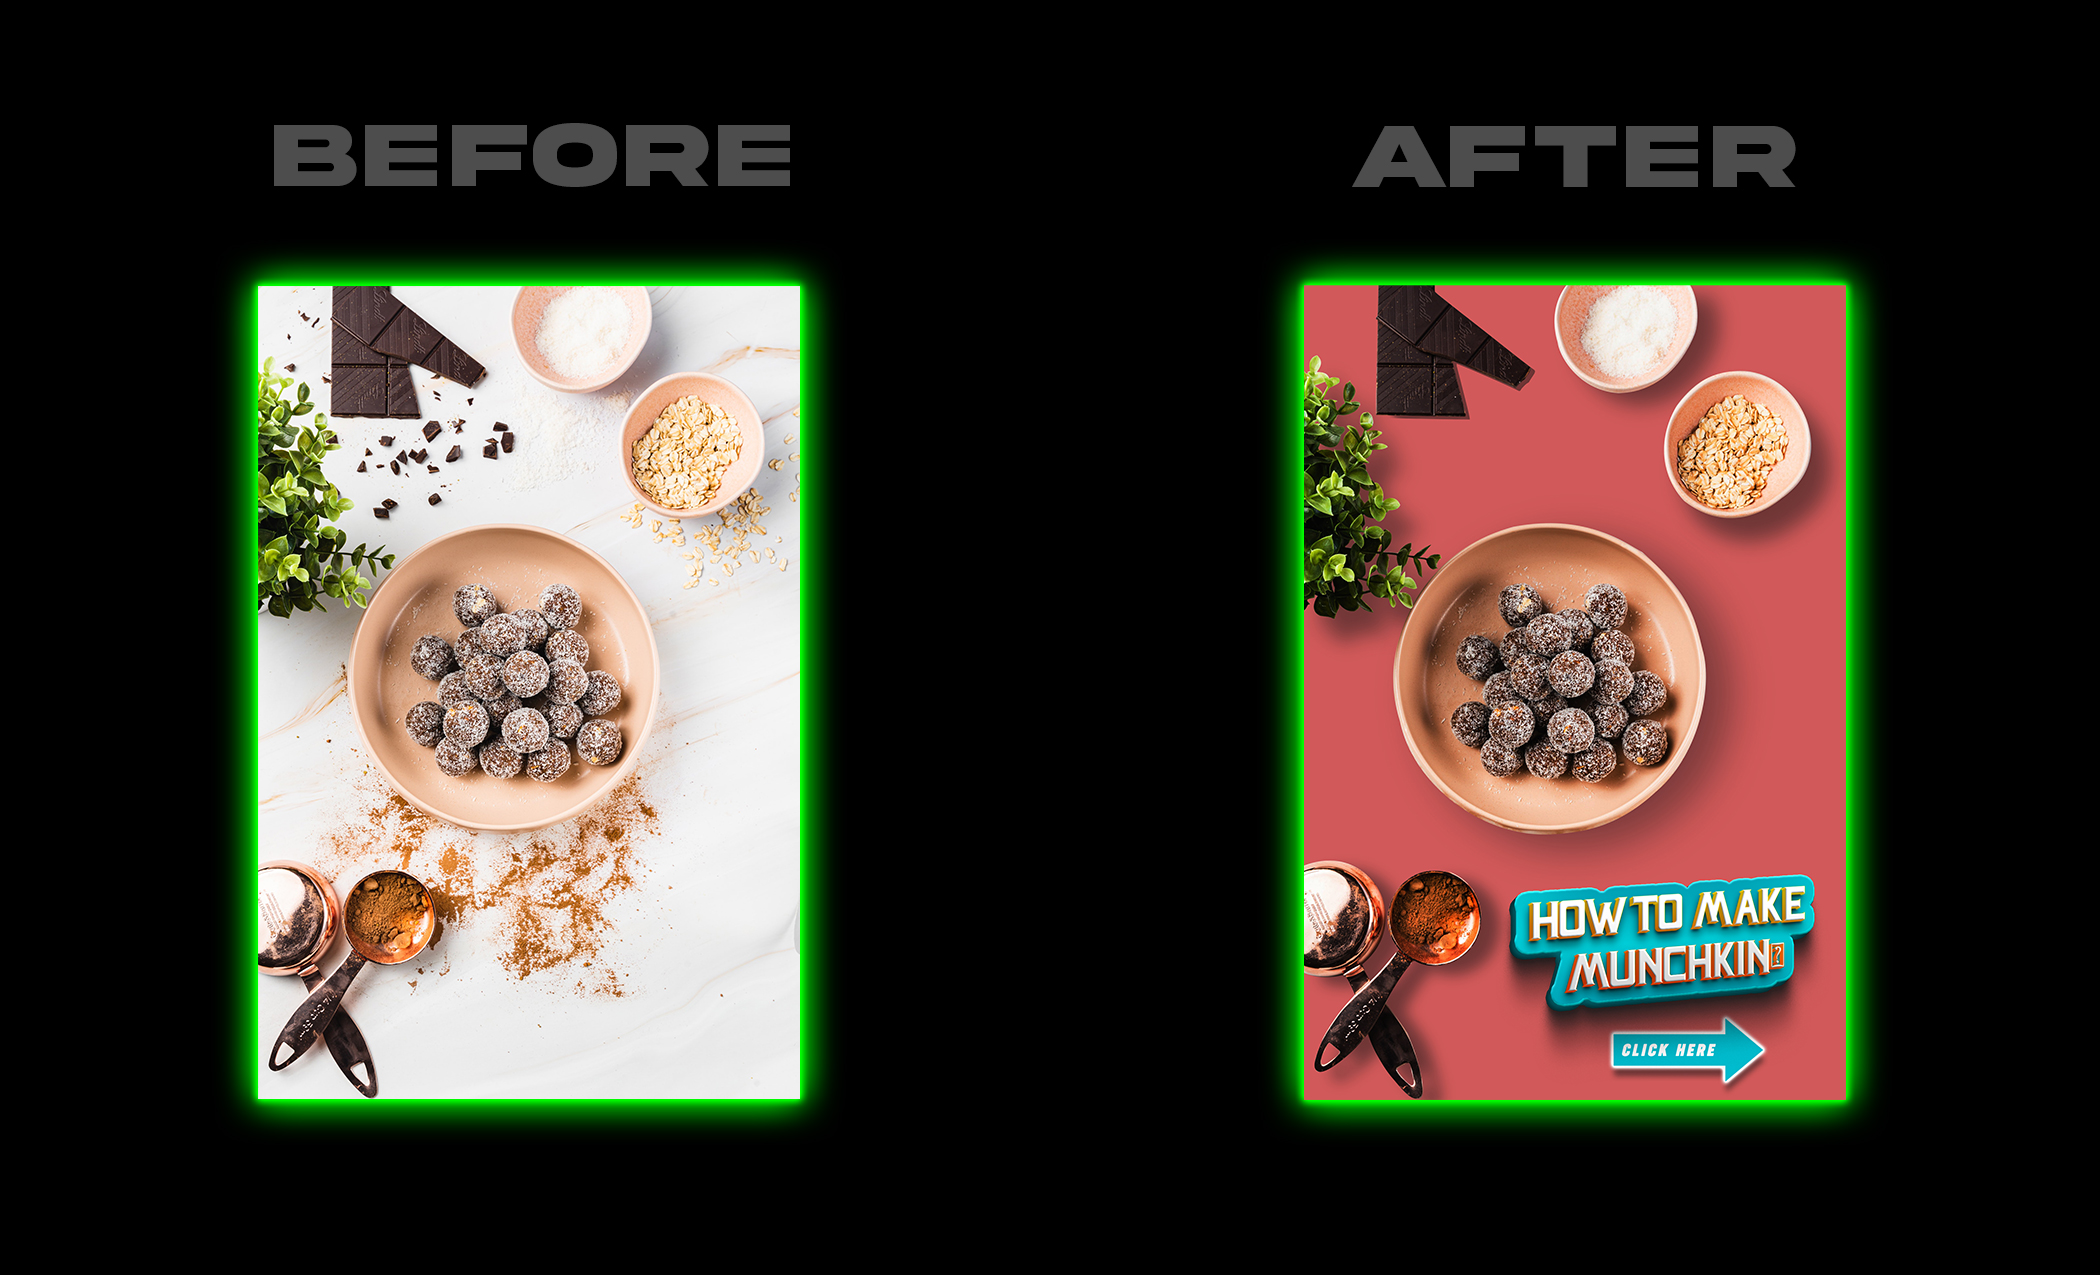 BEFORE
AFTER
HOW TO MAKE
MUNCHKIN
CLICK HERE